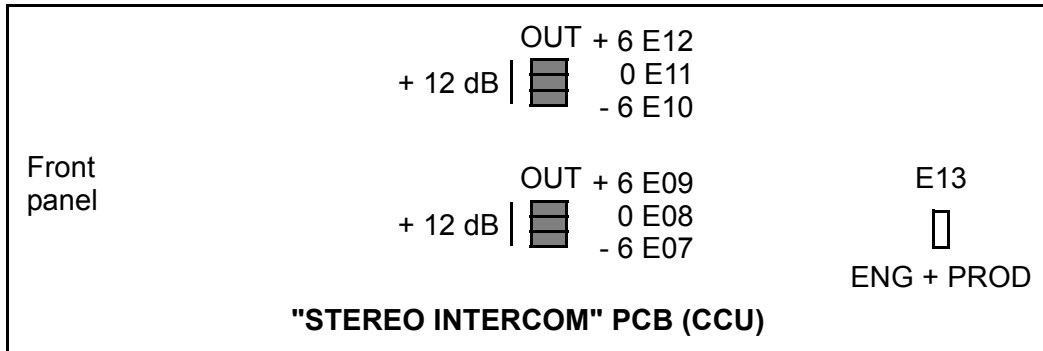 OUT + 6 E12
+ 12 dB 0 E11
- 6 E10
Front
panel
OUT + 6 E09
+ 12 dB 0 E08
- 6 E07
E13
ENG + PROD
"STEREO INTERCOM" PCB (CCU)